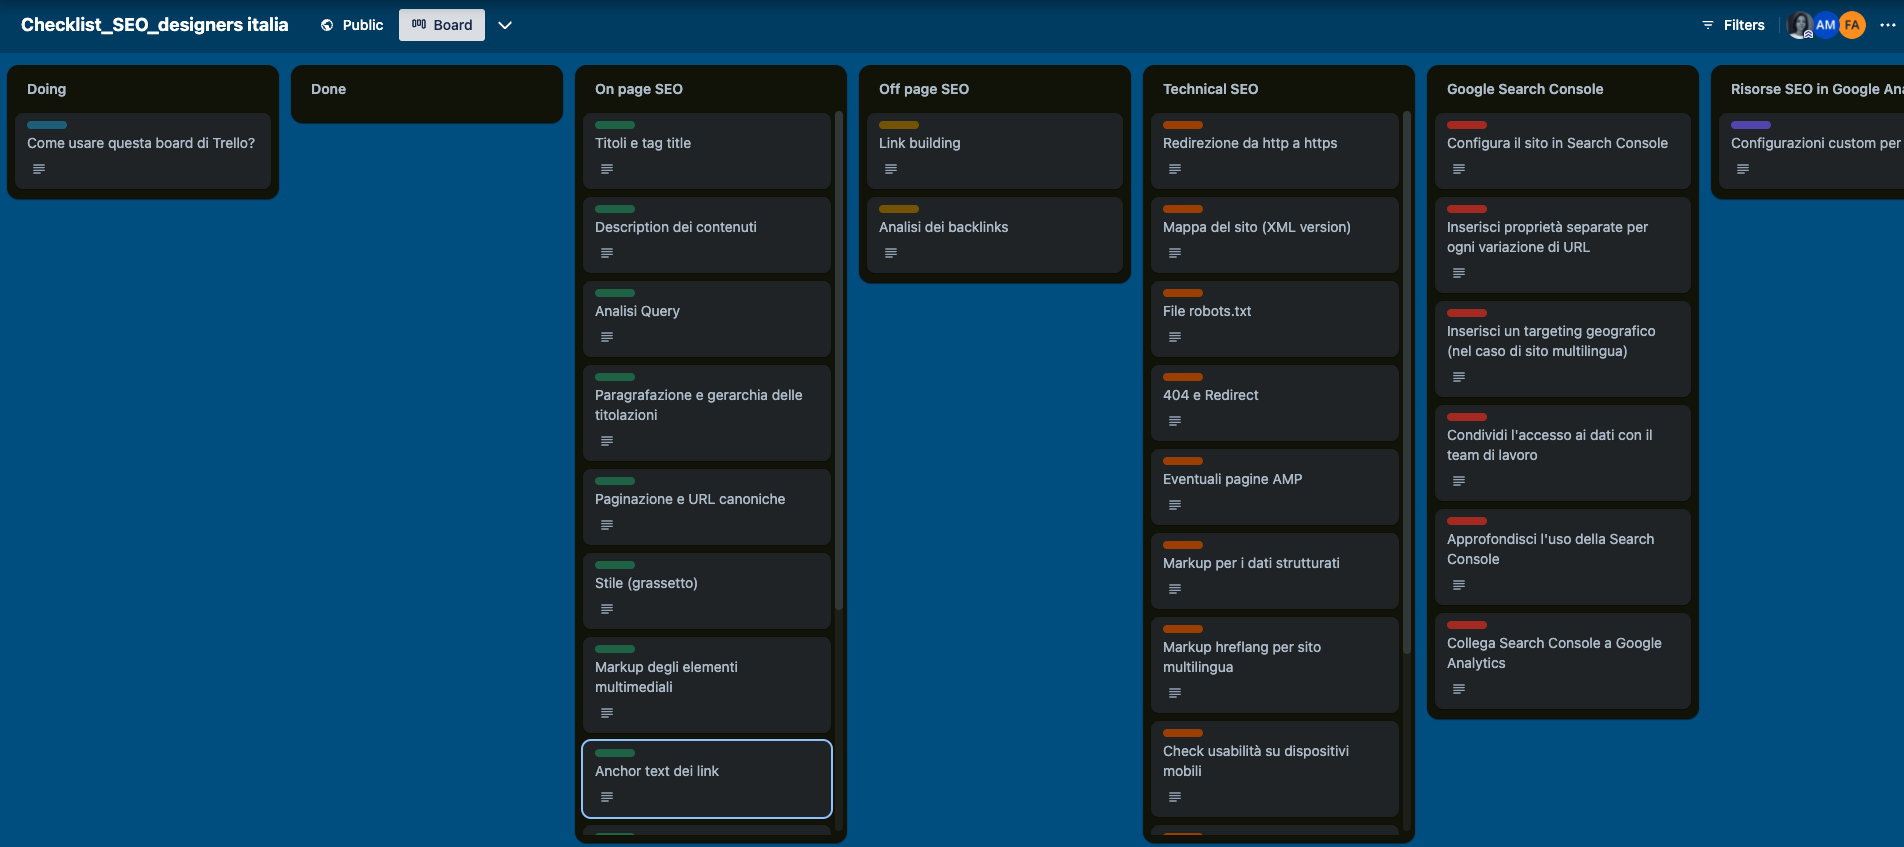 Checklist_SEO_designers italia
Public
Board
Filters
AM
FA
Doing
Come usare questa board di Trello?
Done
On page SEO
Titoli e tag title
Description dei contenuti
Analisi Query
Paragrafazione e gerarchia delle
titolazioni
Paginazione e URL canoniche
Stile (grassetto)
Markup degli elementi
multimediali
Anchor text dei link
Off page SEO
Link building
Analisi dei backlinks
Technical SEO
Redirezione da http a https
Mappa del sito (XML version)
File robots.txt
404 e Redirect
Eventuali pagine AMP
Markup per i dati strutturati
Markup hreflang per sito
multilingua
Check usabilità su dispositivi
mobili
Google Search Console
Configura il sito in Search Console
Inserisci proprietà separate per
ogni variazione di URL
Inserisci un targeting geografico
(nel caso di sito multilingua)
Condividi l'accesso ai dati con il
team di lavoro
Approfondisci l'uso della Search
Console
Collega Search Console a Google
Analytics
Risorse SEO in Google Ana
Configurazioni custom per